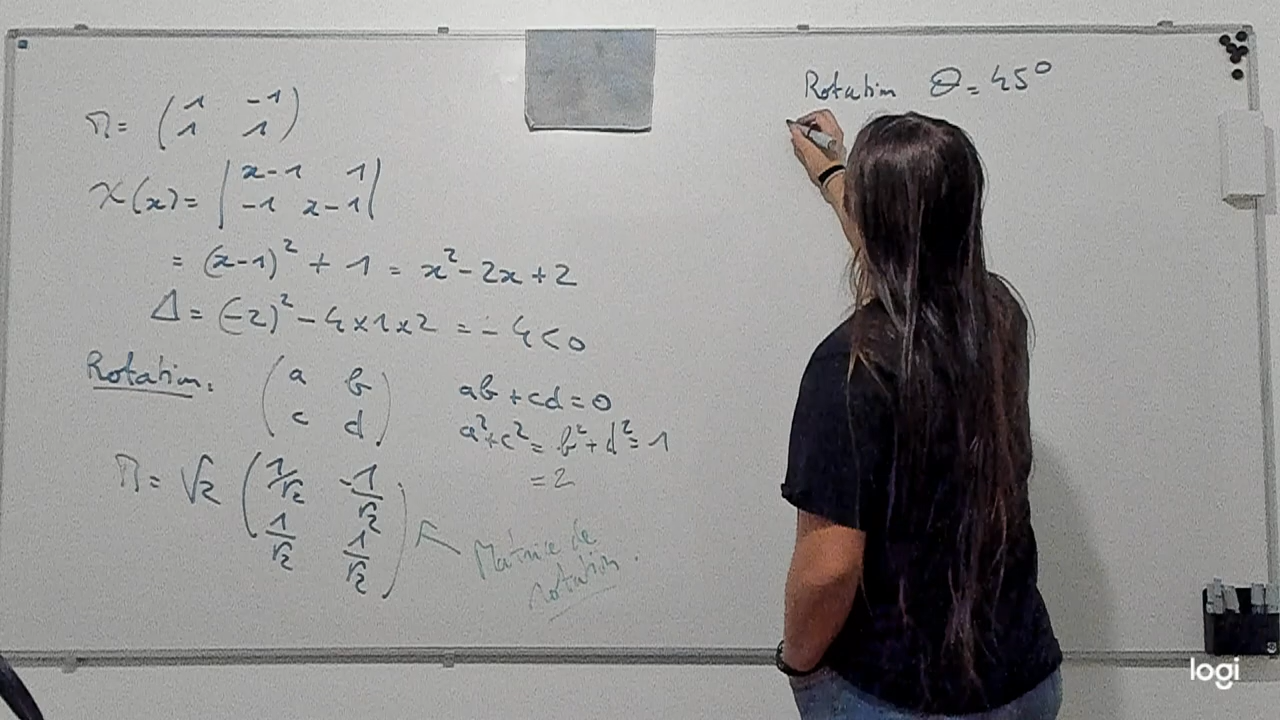 M = ( 1 -1 )
( 1 1 )
χ(x) = | x-1 1 |
| -1 x-1 |
= (x-1)² + 1 = x² - 2x + 2
Δ = (-2)² - 4 x 1 x 2 = - 4 < 0
Rotation: ( a b ) ab + cd = 0
( c d ) a² + c² = b² + d² = 1
= 2
M = √2 ( 1/√2 -1/√2 )
( 1/√2 1/√2 )
Matrice de
rotation.
Rotation θ = 45°
logi